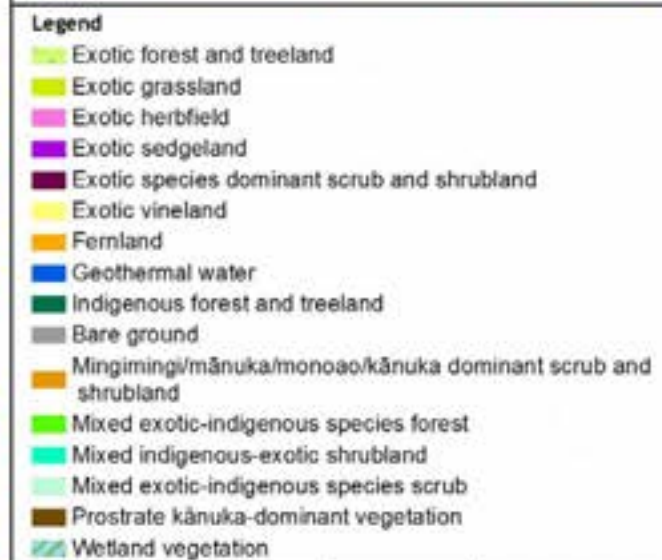 Legend
Exotic forest and treeland
Exotic grassland
Exotic herbfield
Exotic sedgeland
Exotic species dominant scrub and shrubland
Exotic vineland
Fernland
Geothermal water
Indigenous forest and treeland
Bare ground
Mingimingi/mānuka/monoao/kānuka dominant scrub and
shrubland
Mixed exotic-indigenous species forest
Mixed indigenous-exotic shrubland
Mixed exotic-indigenous species scrub
Prostrate kānuka-dominant vegetation
Wetland vegetation